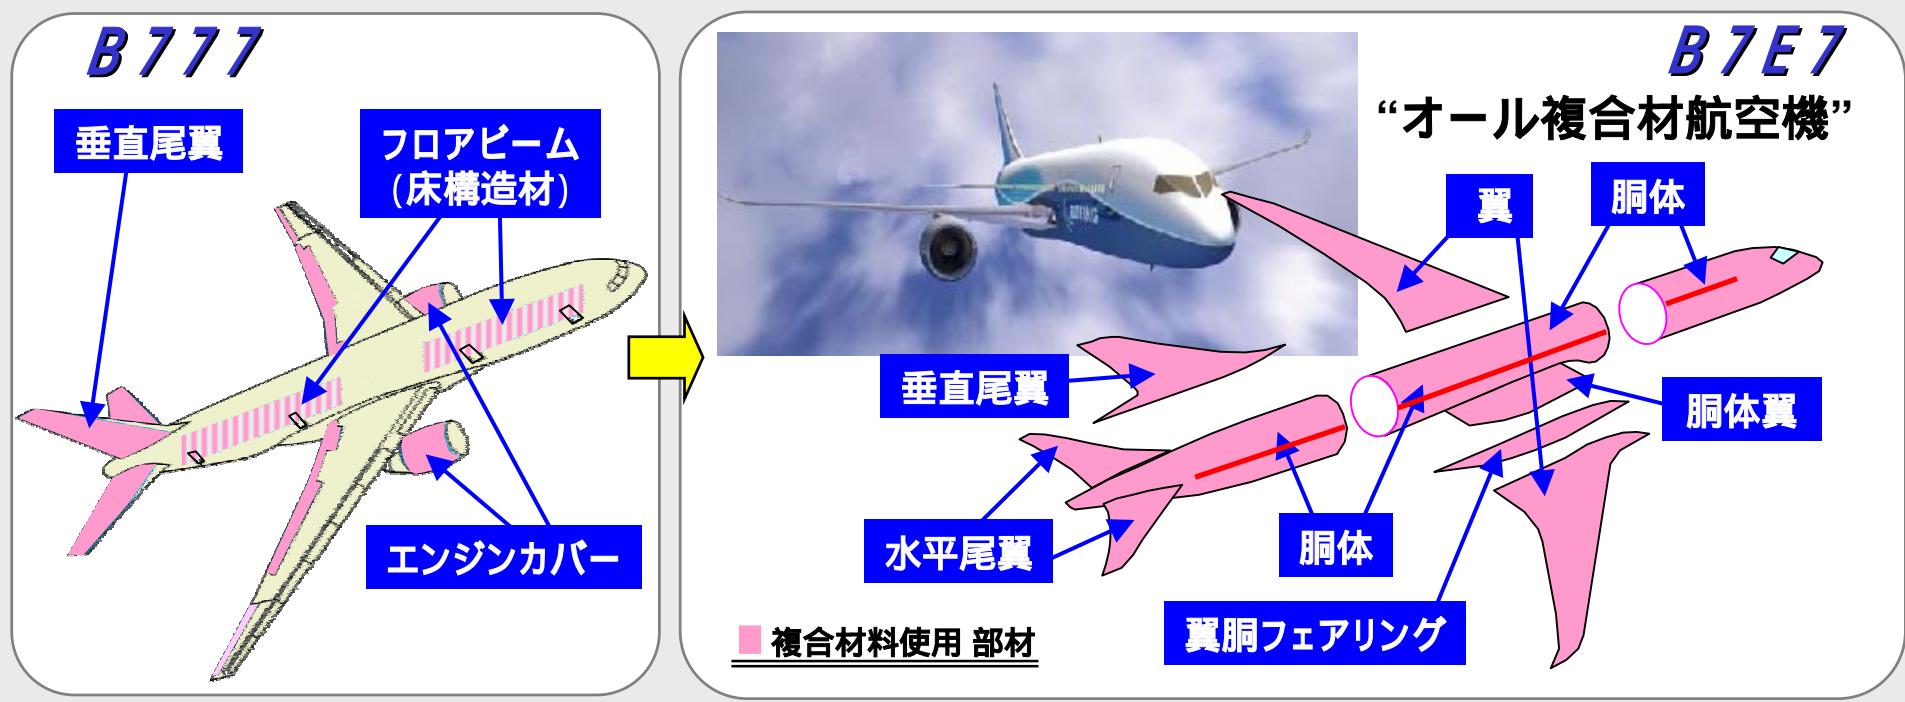 B777
垂直尾翼
フロアビーム
(床構造材)
エンジンカバー
B7E7
“オール複合材航空機”
BOEING
翼
胴体
垂直尾翼
胴体翼
水平尾翼
胴体
翼胴フェアリング
複合材料使用 部材